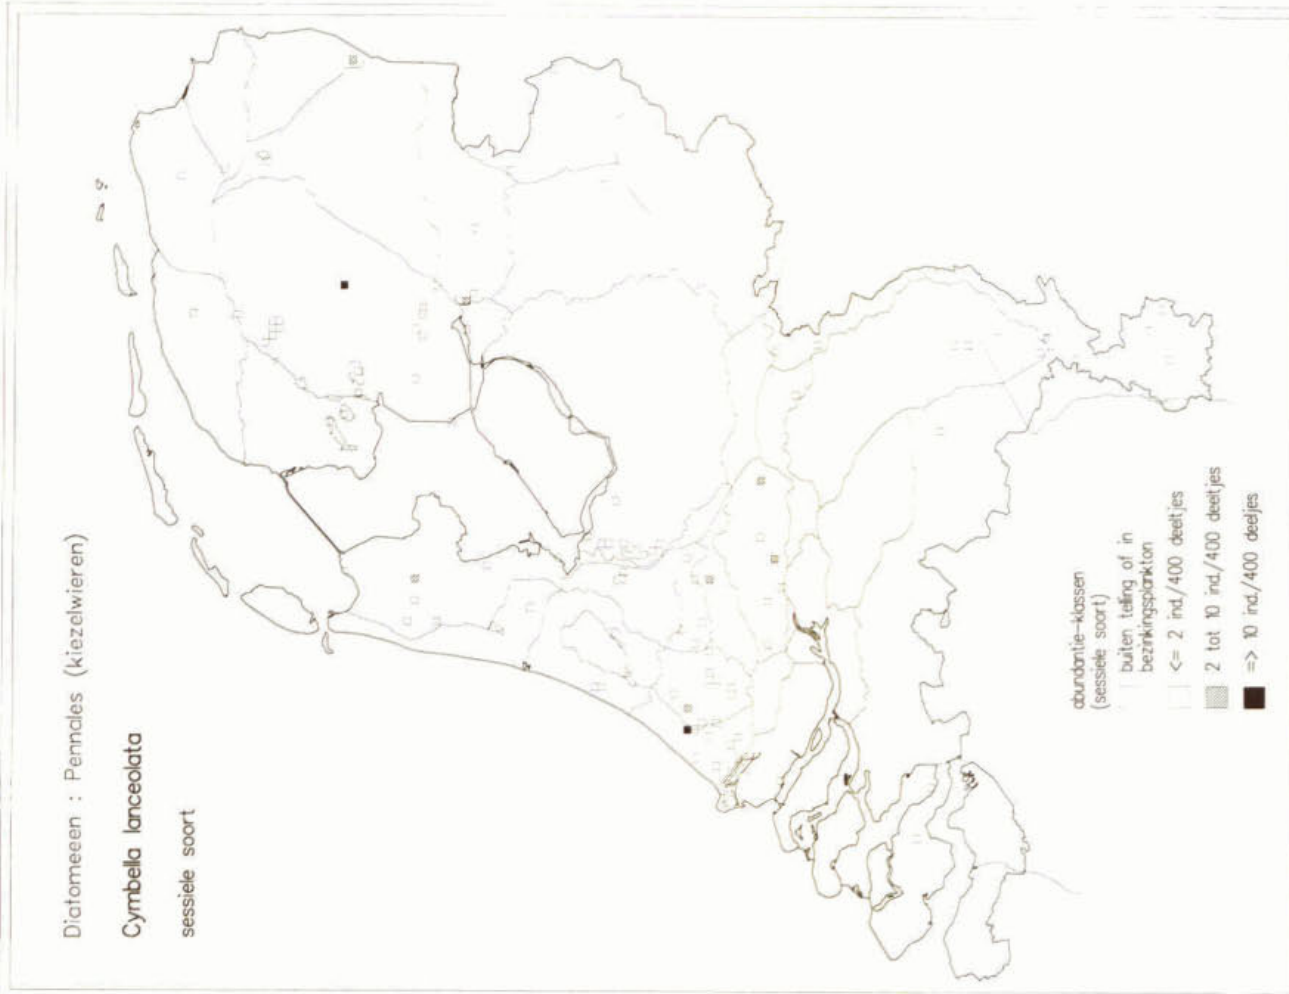 Diatomeeen : Pennales (kiezelwieren)
Cymbella lanceolata
sessiele soort
abundantie-klassen
(sessiele soort)
buiten telling of in
bezinkingsplankton
<= 2 ind./400 deeltjes
2 tot 10 ind./400 deeltjes
=> 10 ind./400 deeltjes